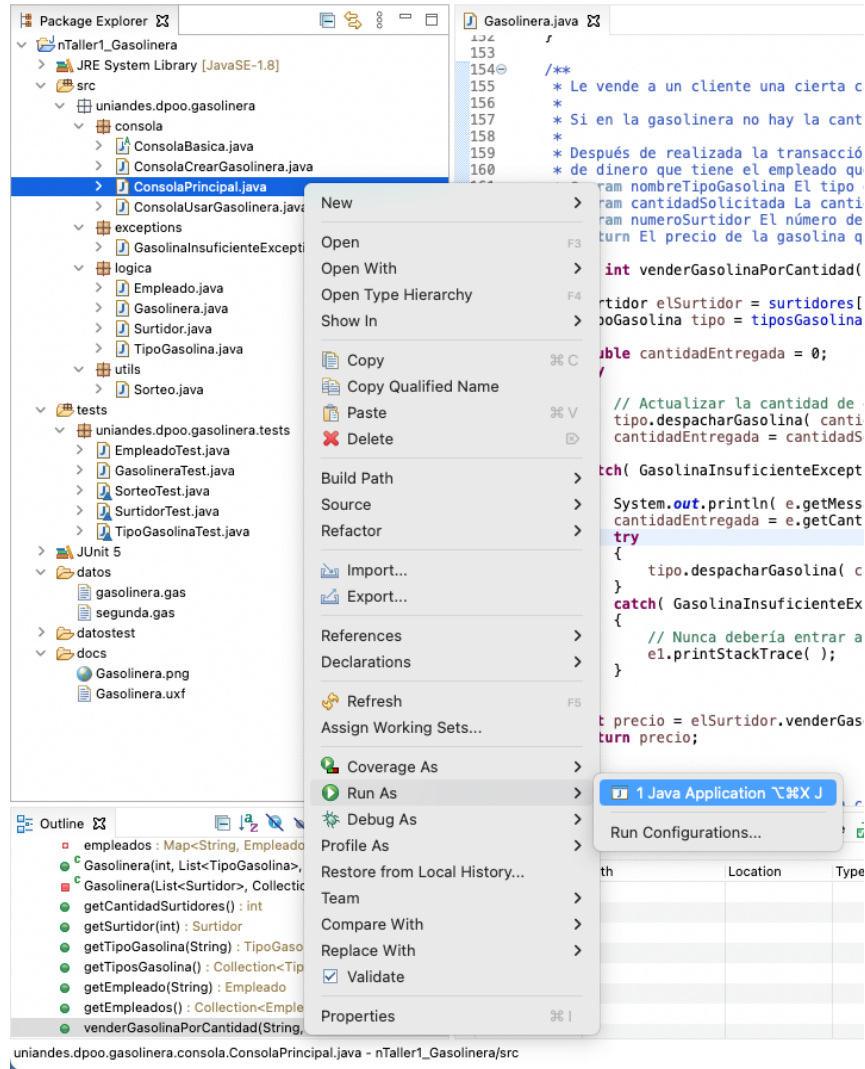 Package Explorer
nTaller1_Gasolinera
JRE System Library [JavaSE-1.8]
src
uniandes.dpoo.gasolinera
consola
ConsolaBasica.java
ConsolaCrearGasolinera.java
ConsolaPrincipal.java
ConsolaUsarGasolinera.java
exceptions
GasolinaInsuficienteExcepti
logica
Empleado.java
Gasolinera.java
Surtidor.java
TipoGasolina.java
utils
Sorteo.java
tests
uniandes.dpoo.gasolinera.tests
EmpleadoTest.java
GasolineraTest.java
SorteoTest.java
SurtidorTest.java
TipoGasolinaTest.java
JUnit 5
datos
gasolinera.gas
segunda.gas
datostest
docs
Gasolinera.png
Gasolinera.uxf
New
Open F3
Open With
Open Type Hierarchy F4
Show In
Copy ⌘ C
Copy Qualified Name
Paste ⌘ V
Delete ⌦
Build Path
Source
Refactor
Import...
Export...
References
Declarations
Refresh F5
Assign Working Sets...
Coverage As
Run As
Debug As
Profile As
Restore from Local History...
Team
Compare With
Replace With
Validate
Properties ⌘ I
1 Java Application ⌥⌘X J
Run Configurations...
Gasolinera.java
152 }
153
154 /**
155 * Le vende a un cliente una cierta c
156 *
157 * Si en la gasolinera no hay la cant
158 *
159 * Después de realizada la transacció
160 * de dinero que tiene el empleado que
ram nombreTipoGasolina El tipo
ram cantidadSolicitada La canti
ram numeroSurtidor El número de
turn El precio de la gasolina q
int venderGasolinaPorCantidad(
rtidor elSurtidor = surtidores[
poGasolina tipo = tiposGasolina
uble cantidadEntregada = 0;
y
// Actualizar la cantidad de
tipo.despacharGasolina( canti
cantidadEntregada = cantidadS
tch( GasolinaInsuficienteExcept
System.out.println( e.getMess
cantidadEntregada = e.getCant
try
{
tipo.despacharGasolina( c
}
catch( GasolinaInsuficienteEx
{
// Nunca debería entrar a
e1.printStackTrace( );
}
t precio = elSurtidor.venderGas
turn precio;
Outline
empleados : Map<String, Empleado
Gasolinera(int, List<TipoGasolina>,
Gasolinera(List<Surtidor>, Collectio
getCantidadSurtidores() : int
getSurtidor(int) : Surtidor
getTipoGasolina(String) : TipoGaso
getTiposGasolina() : Collection<Tip
getEmpleado(String) : Empleado
getEmpleados() : Collection<Emple
venderGasolinaPorCantidad(String,
th Location Type
uniandes.dpoo.gasolinera.consola.ConsolaPrincipal.java - nTaller1_Gasolinera/src